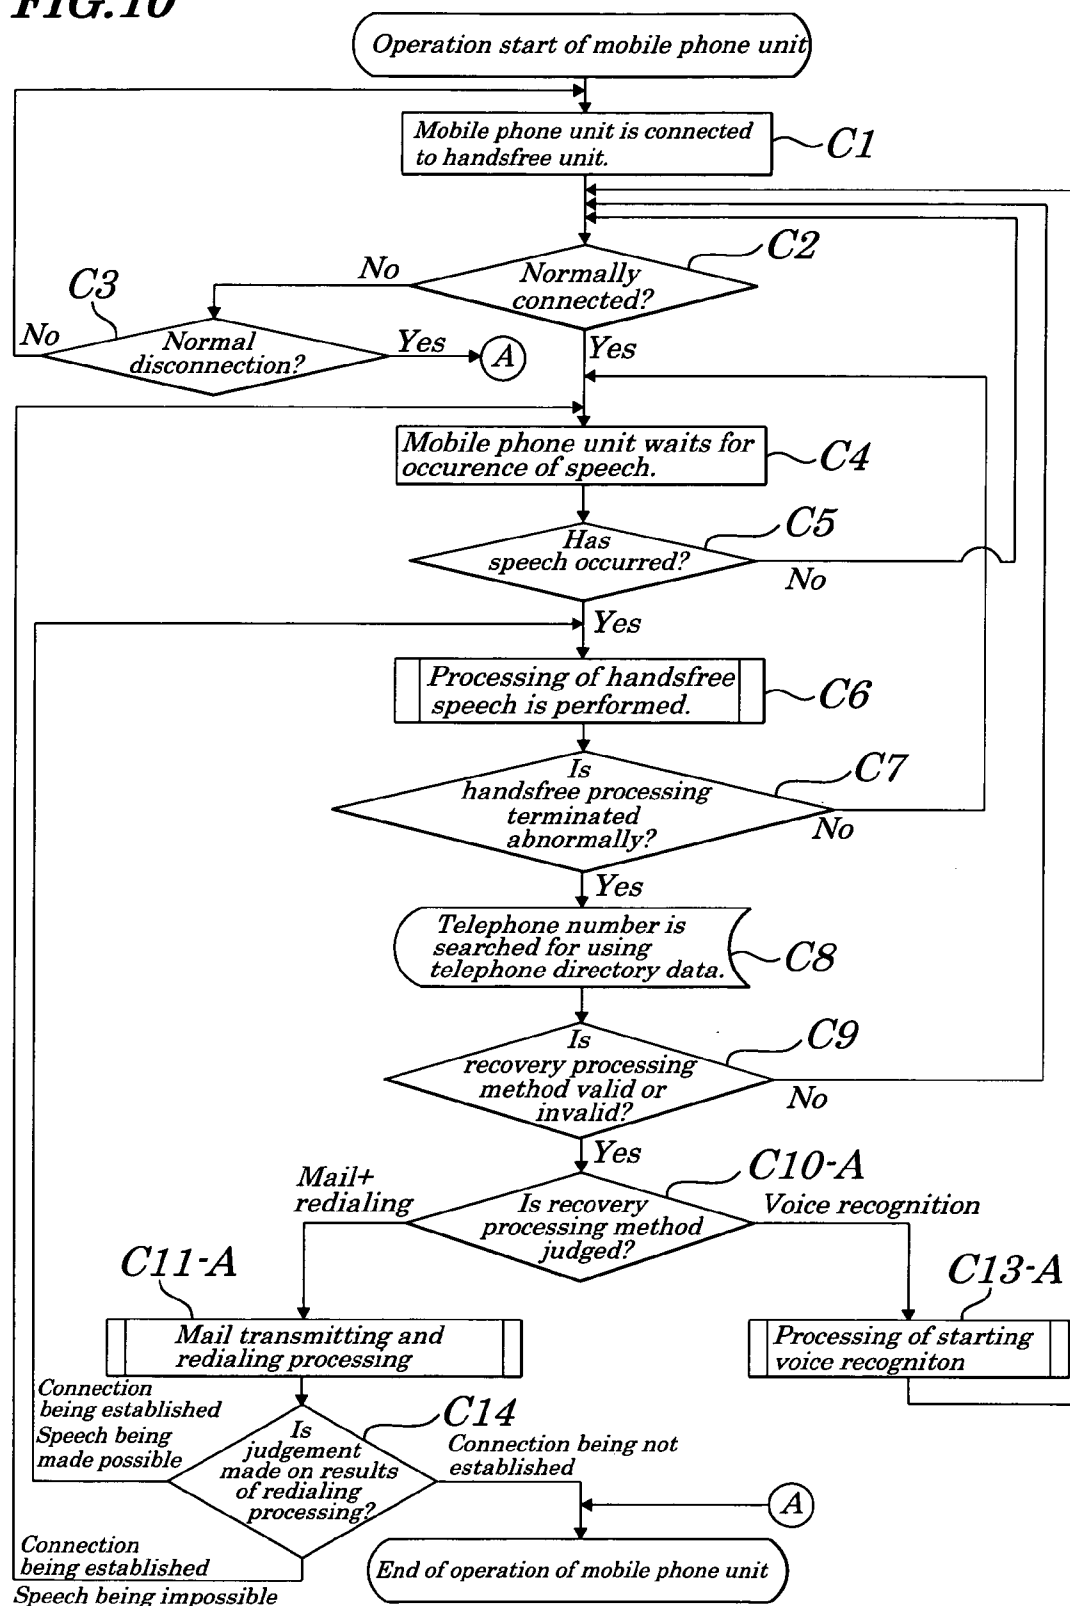 FIG.10
Operation start of mobile phone unit
Mobile phone unit is connected
to handsfree unit.
C1
C2
No
Normally
connected?
C3
No
Normal
disconnection?
Yes
A
Yes
Mobile phone unit waits for
occurence of speech.
C4
C5
Has
speech occurred?
No
Yes
Processing of handsfree
speech is performed.
C6
C7
Is
handsfree processing
terminated
abnormally?
No
Yes
Telephone number is
searched for using
telephone directory data.
C8
C9
Is
recovery processing
method valid or
invalid?
No
Yes
C10-A
Mail+
redialing
Is recovery
processing method
judged?
Voice recognition
C11-A
C13-A
Mail transmitting and
redialing processing
Processing of starting
voice recogniton
Connection
being established
Speech being
made possible
C14
Is
judgement
made on results
of redialing
processing?
Connection being not
established
A
Connection
being established
Speech being impossible
End of operation of mobile phone unit